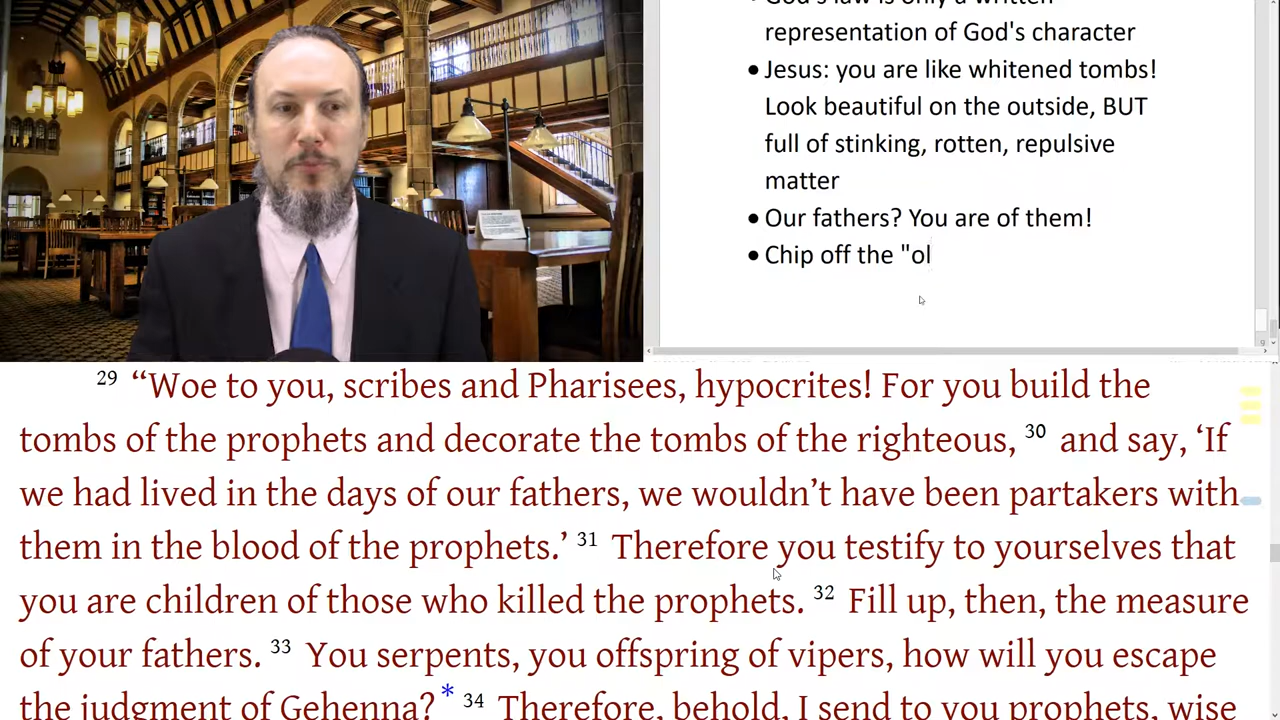 God's law is only a written
representation of God's character
• Jesus: you are like whitened tombs!
Look beautiful on the outside, BUT
full of stinking, rotten, repulsive
matter
• Our fathers? You are of them!
• Chip off the "ol
29 “Woe to you, scribes and Pharisees, hypocrites! For you build the
tombs of the prophets and decorate the tombs of the righteous, 30 and say, ‘If
we had lived in the days of our fathers, we wouldn’t have been partakers with
them in the blood of the prophets.’ 31 Therefore you testify to yourselves that
you are children of those who killed the prophets. 32 Fill up, then, the measure
of your fathers. 33 You serpents, you offspring of vipers, how will you escape
the judgment of Gehenna?* 34 Therefore, behold, I send to you prophets, wise